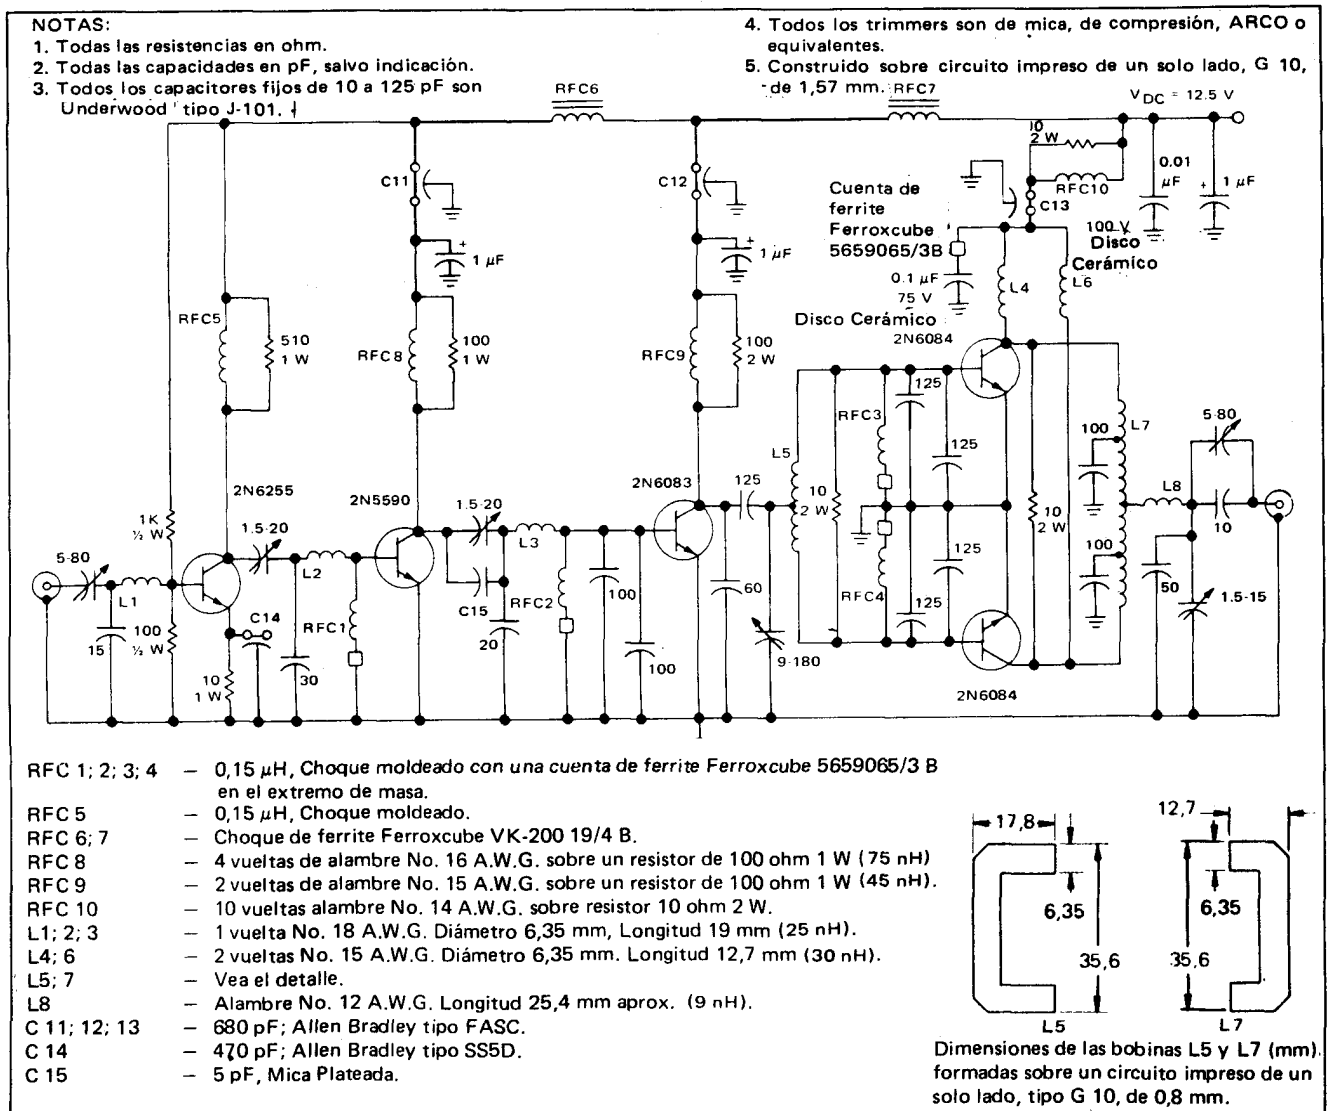 NOTAS:
1. Todas las resistencias en ohm.
2. Todas las capacidades en pF, salvo indicación.
3. Todos los capacitores fijos de 10 a 125 pF son
Underwood tipo J-101.
4. Todos los trimmers son de mica, de compresión, ARCO o
equivalentes.
5. Construido sobre circuito impreso de un solo lado, G 10,
de 1,57 mm.
RFC6
RFC7
V DC = 12.5 V
10
2 W
RFC10
C13
0.01
µF
+
1 µF
100 V
Disco
Cerámico
Cuenta de
ferrite
Ferroxcube
5659065/3B
0.1 µF
75 V
Disco Cerámico
L4
L6
C11
+
1 µF
C12
+
1 µF
RFC5
510
1 W
RFC8
100
1 W
RFC9
100
2 W
2N6084
2N6255
2N5590
2N6083
1K
½ W
5-80
L1
15
100
½ W
10
1 W
C14
1.5-20
L2
30
RFC1
1.5-20
C15
20
L3
RFC2
100
100
60
125
9-180
L5
10
2 W
RFC3
RFC4
125
125
125
125
2N6084
10
2 W
100
100
L7
L8
5-80
10
50
1.5-15
RFC 1; 2; 3; 4 – 0,15 µH, Choque moldeado con una cuenta de ferrite Ferroxcube 5659065/3 B
en el extremo de masa.
RFC 5 – 0,15 µH, Choque moldeado.
RFC 6; 7 – Choque de ferrite Ferroxcube VK-200 19/4 B.
RFC 8 – 4 vueltas de alambre No. 16 A.W.G. sobre un resistor de 100 ohm 1 W (75 nH)
RFC 9 – 2 vueltas de alambre No. 15 A.W.G. sobre un resistor de 100 ohm 1 W (45 nH).
RFC 10 – 10 vueltas alambre No. 14 A.W.G. sobre resistor 10 ohm 2 W.
L1; 2; 3 – 1 vuelta No. 18 A.W.G. Diámetro 6,35 mm, Longitud 19 mm (25 nH).
L4; 6 – 2 vueltas No. 15 A.W.G. Diámetro 6,35 mm. Longitud 12,7 mm (30 nH).
L5; 7 – Vea el detalle.
L8 – Alambre No. 12 A.W.G. Longitud 25,4 mm aprox. (9 nH).
C 11; 12; 13 – 680 pF; Allen Bradley tipo FASC.
C 14 – 470 pF; Allen Bradley tipo SS5D.
C 15 – 5 pF, Mica Plateada.
17,8
6,35
35,6
L5
12,7
6,35
35,6
L7
Dimensiones de las bobinas L5 y L7 (mm).
formadas sobre un circuito impreso de un
solo lado, tipo G 10, de 0,8 mm.